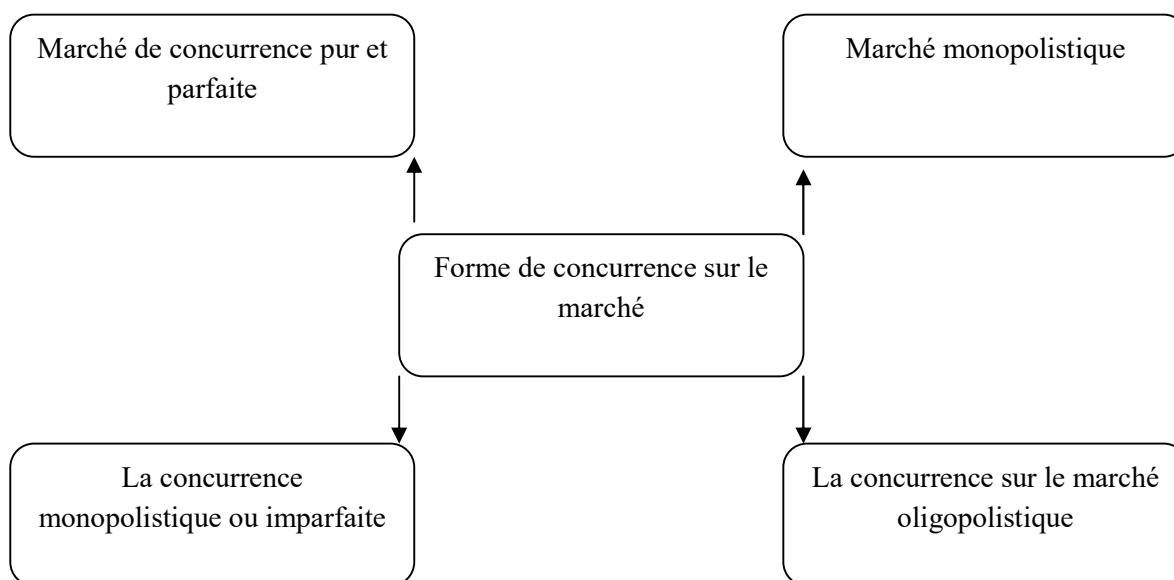 Marché de concurrence pur et
parfaite
Marché monopolistique
Forme de concurrence sur le
marché
La concurrence
monopolistique ou imparfaite
La concurrence sur le marché
oligopolistique